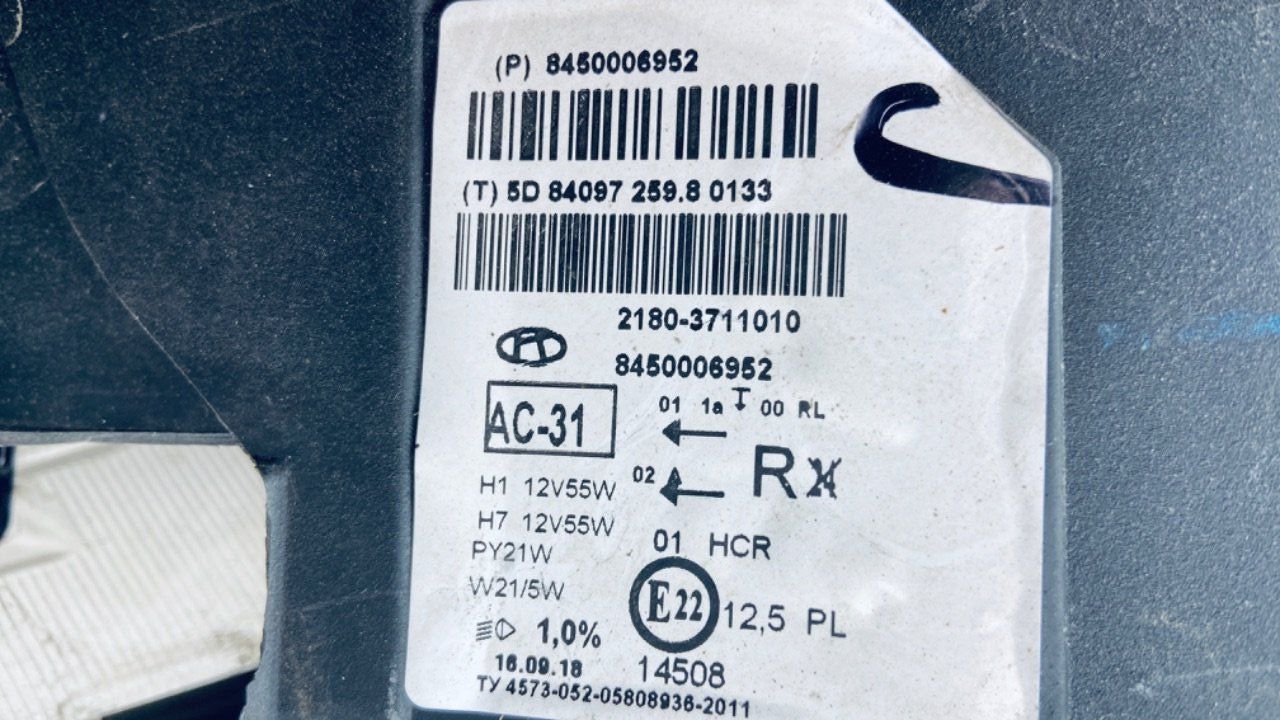 (P) 8450006952
(T) 5D 84097 259.8 0133
2180-3711010
8450006952
AC-31
01 1a 00 RL
02 R
H1 12V55W
H7 12V55W
01 HCR
PY21W
W21/5W
E22 12,5 PL
1,0%
16.09.18 14508
ТУ 4573-052-05808936-2011